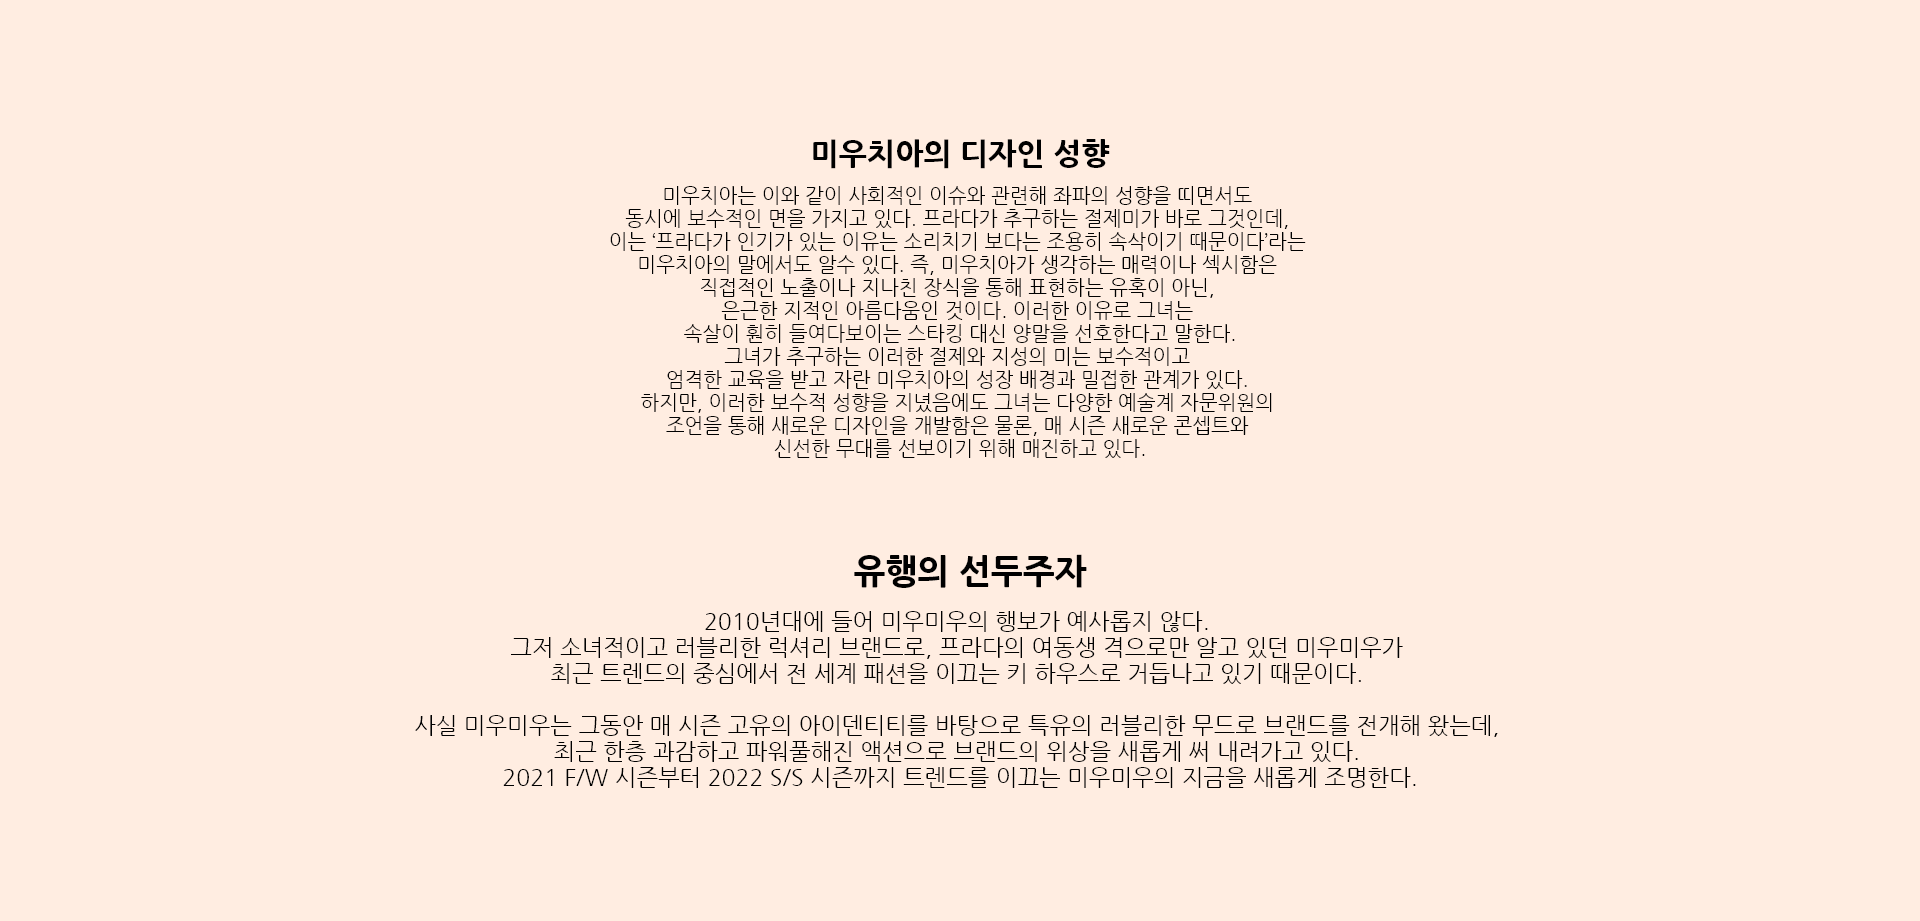 미우치아의 디자인 성향
미우치아는 이와 같이 사회적인 이슈와 관련해 좌파의 성향을 띠면서도
동시에 보수적인 면을 가지고 있다. 프라다가 추구하는 절제미가 바로 그것인데,
이는 ‘프라다가 인기가 있는 이유는 소리치기 보다는 조용히 속삭이기 때문이다’라는
미우치아의 말에서도 알수 있다. 즉, 미우치아가 생각하는 매력이나 섹시함은
직접적인 노출이나 지나친 장식을 통해 표현하는 유혹이 아닌,
은근한 지적인 아름다움인 것이다. 이러한 이유로 그녀는
속살이 훤히 들여다보이는 스타킹 대신 양말을 선호한다고 말한다.
그녀가 추구하는 이러한 절제와 지성의 미는 보수적이고
엄격한 교육을 받고 자란 미우치아의 성장 배경과 밀접한 관계가 있다.
하지만, 이러한 보수적 성향을 지녔음에도 그녀는 다양한 예술계 자문위원의
조언을 통해 새로운 디자인을 개발함은 물론, 매 시즌 새로운 콘셉트와
신선한 무대를 선보이기 위해 매진하고 있다.
유행의 선두주자
2010년대에 들어 미우미우의 행보가 예사롭지 않다.
그저 소녀적이고 러블리한 럭셔리 브랜드로, 프라다의 여동생 격으로만 알고 있던 미우미우가
최근 트렌드의 중심에서 전 세계 패션을 이끄는 키 하우스로 거듭나고 있기 때문이다.
사실 미우미우는 그동안 매 시즌 고유의 아이덴티티를 바탕으로 특유의 러블리한 무드로 브랜드를 전개해 왔는데,
최근 한층 과감하고 파워풀해진 액션으로 브랜드의 위상을 새롭게 써 내려가고 있다.
2021 F/W 시즌부터 2022 S/S 시즌까지 트렌드를 이끄는 미우미우의 지금을 새롭게 조명한다.